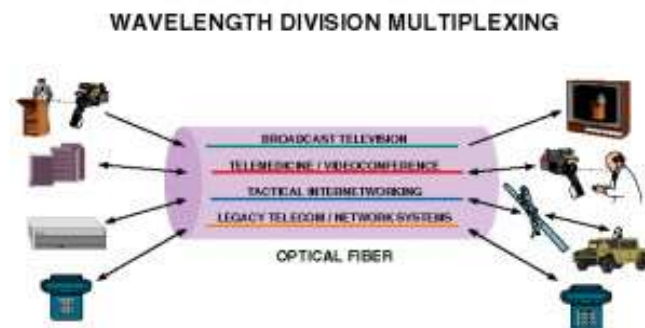 WAVELENGTH DIVISION MULTIPLEXING
BROADCAST TELEVISION
TELEMEDICINE / VIDEOCONFERENCE
TACTICAL INTERNETWORKING
LEGACY TELECOM / NETWORK SYSTEMS
OPTICAL FIBER